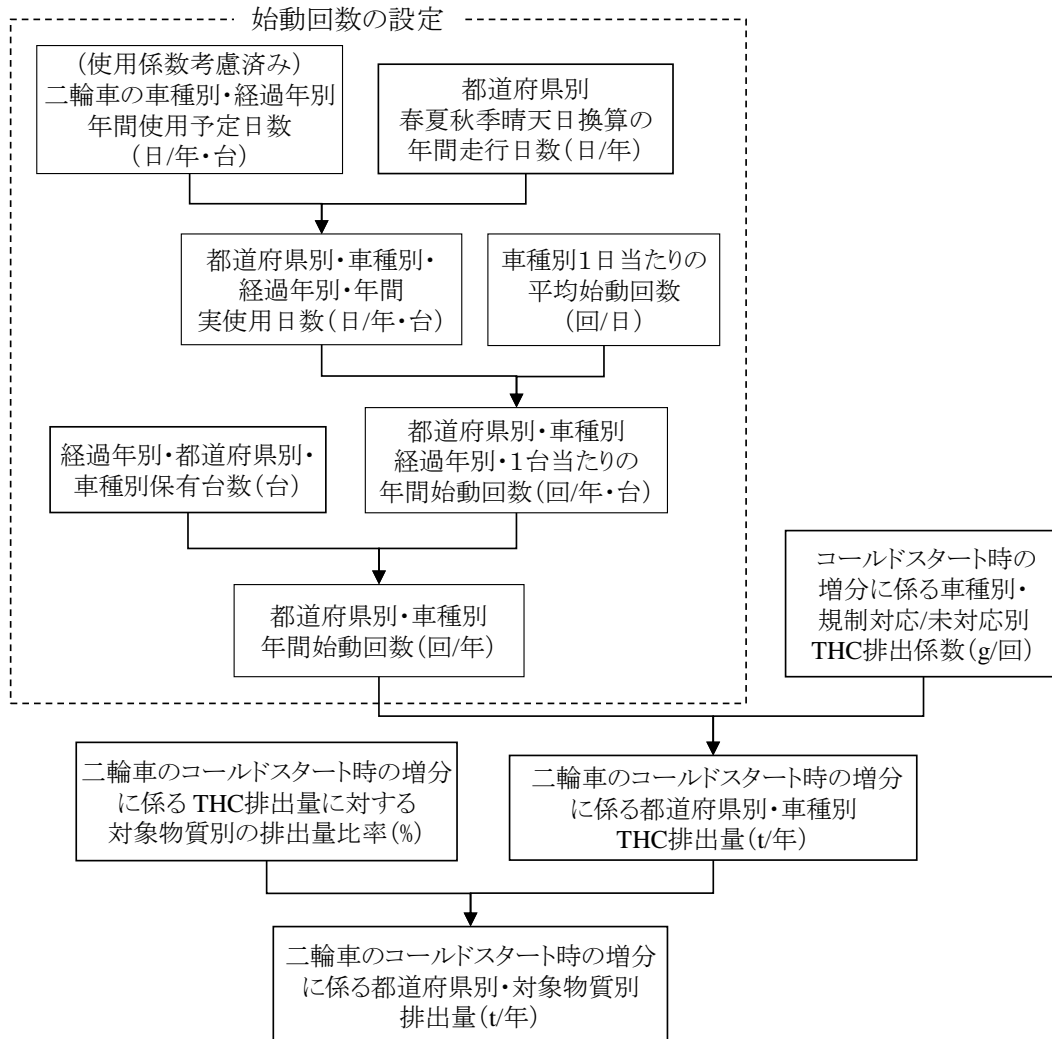 始動回数の設定
(使用係数考慮済み)
二輪車の車種別・経過年別
年間使用予定日数
(日/年・台)
都道府県別
春夏秋季晴天日換算の
年間走行日数(日/年)
都道府県別・車種別・
経過年別・年間
実使用日数(日/年・台)
車種別１日当たりの
平均始動回数
(回/日)
経過年別・都道府県別・
車種別保有台数(台)
都道府県別・車種別
経過年別・１台当たりの
年間始動回数(回/年・台)
都道府県別・車種別
年間始動回数(回/年)
コールドスタート時の
増分に係る車種別・
規制対応/未対応別
THC排出係数(g/回)
二輪車のコールドスタート時の増分
に係る THC排出量に対する
対象物質別の排出量比率(%)
二輪車のコールドスタート時の増分
に係る都道府県別・車種別
THC排出量(t/年)
二輪車のコールドスタート時の増分
に係る都道府県別・対象物質別
排出量(t/年)